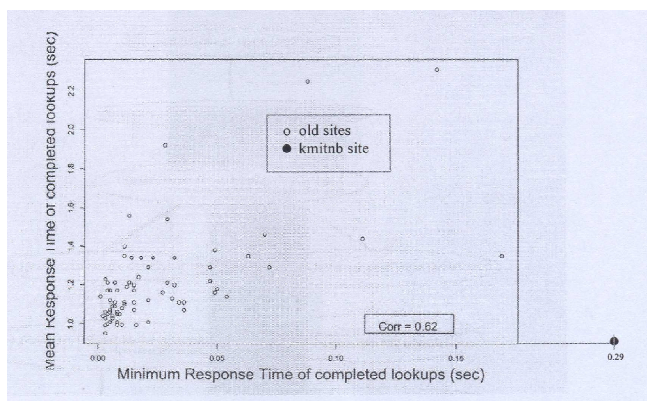 Mean Response Time of completed lookups (sec)
2.2
2.0
1.8
1.6
1.4
1.2
1.0
old sites
kmitnb site
Corr = 0.62
0.00
0.05
0.10
0.15
0.29
Minimum Response Time of completed lookups (sec)